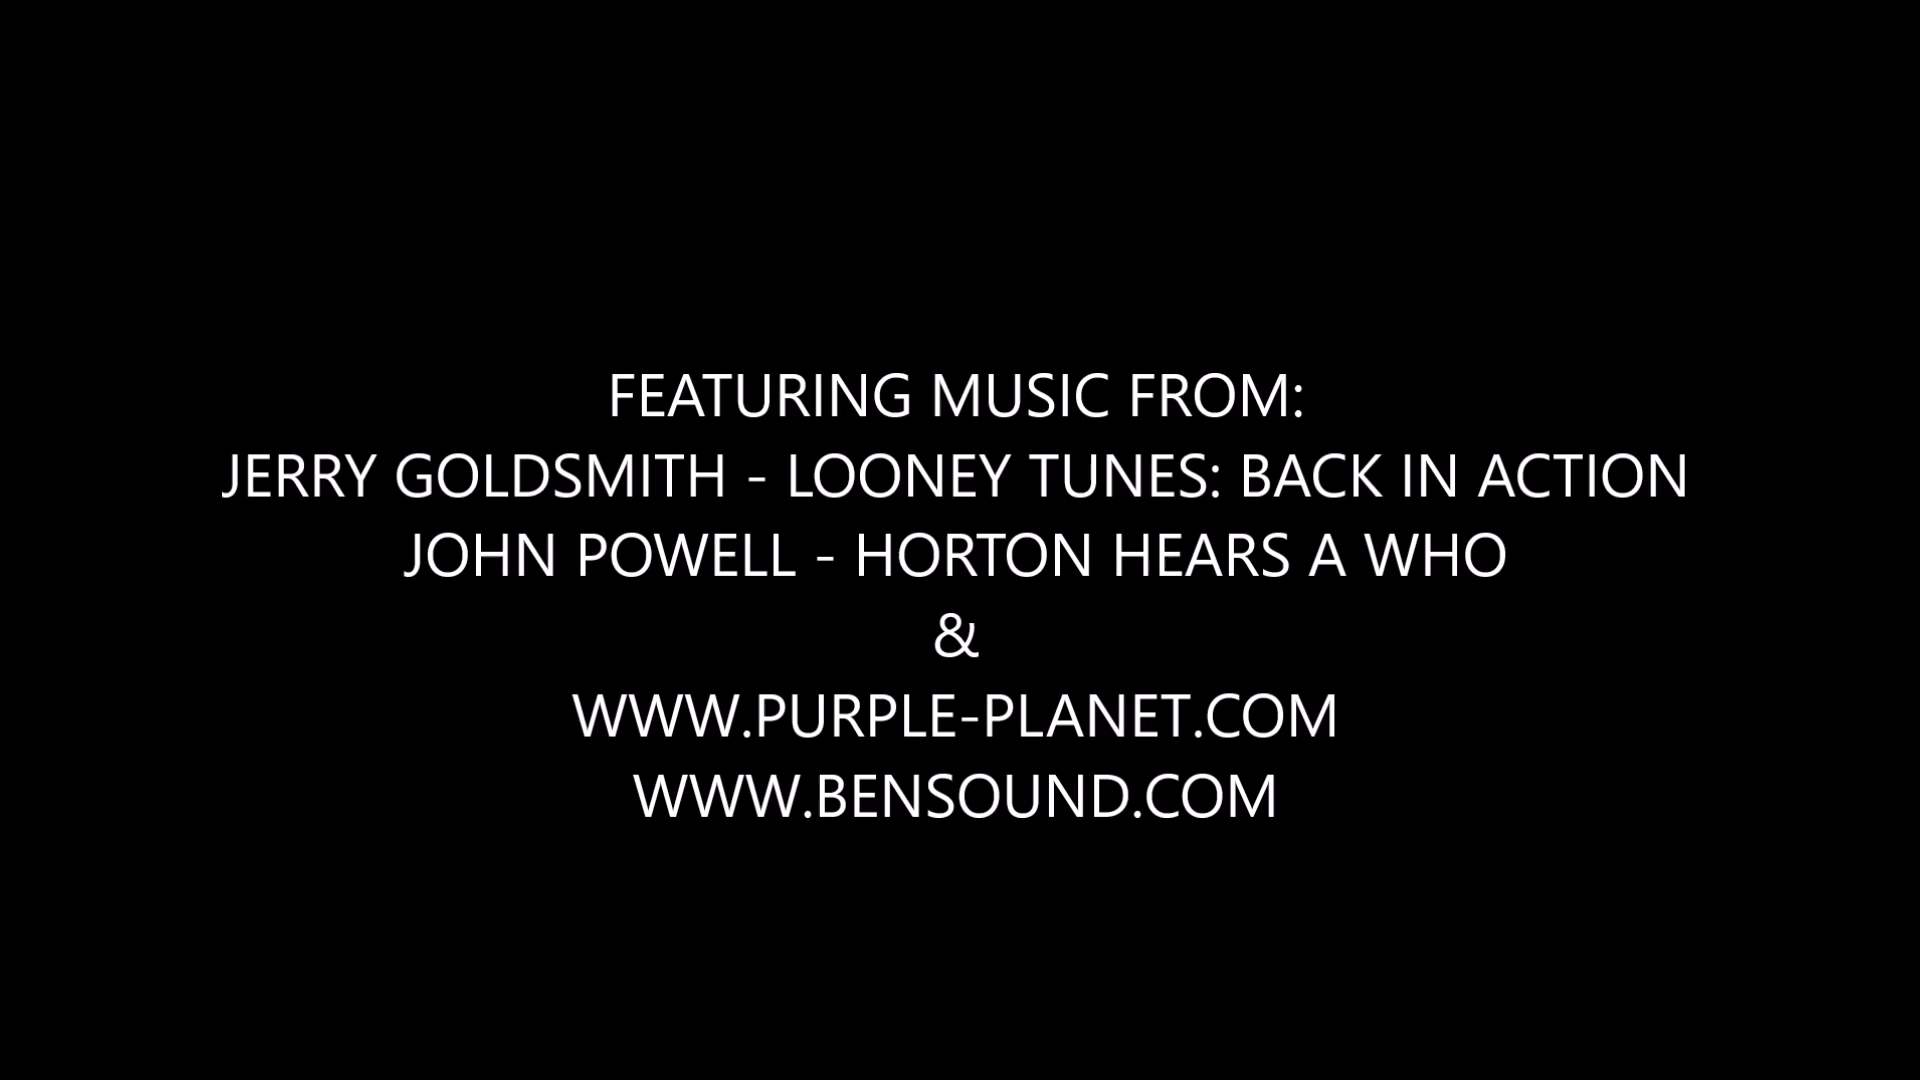 FEATURING MUSIC FROM:
JERRY GOLDSMITH - LOONEY TUNES: BACK IN ACTION
JOHN POWELL - HORTON HEARS A WHO
&
WWW.PURPLE-PLANET.COM
WWW.BENSOUND.COM